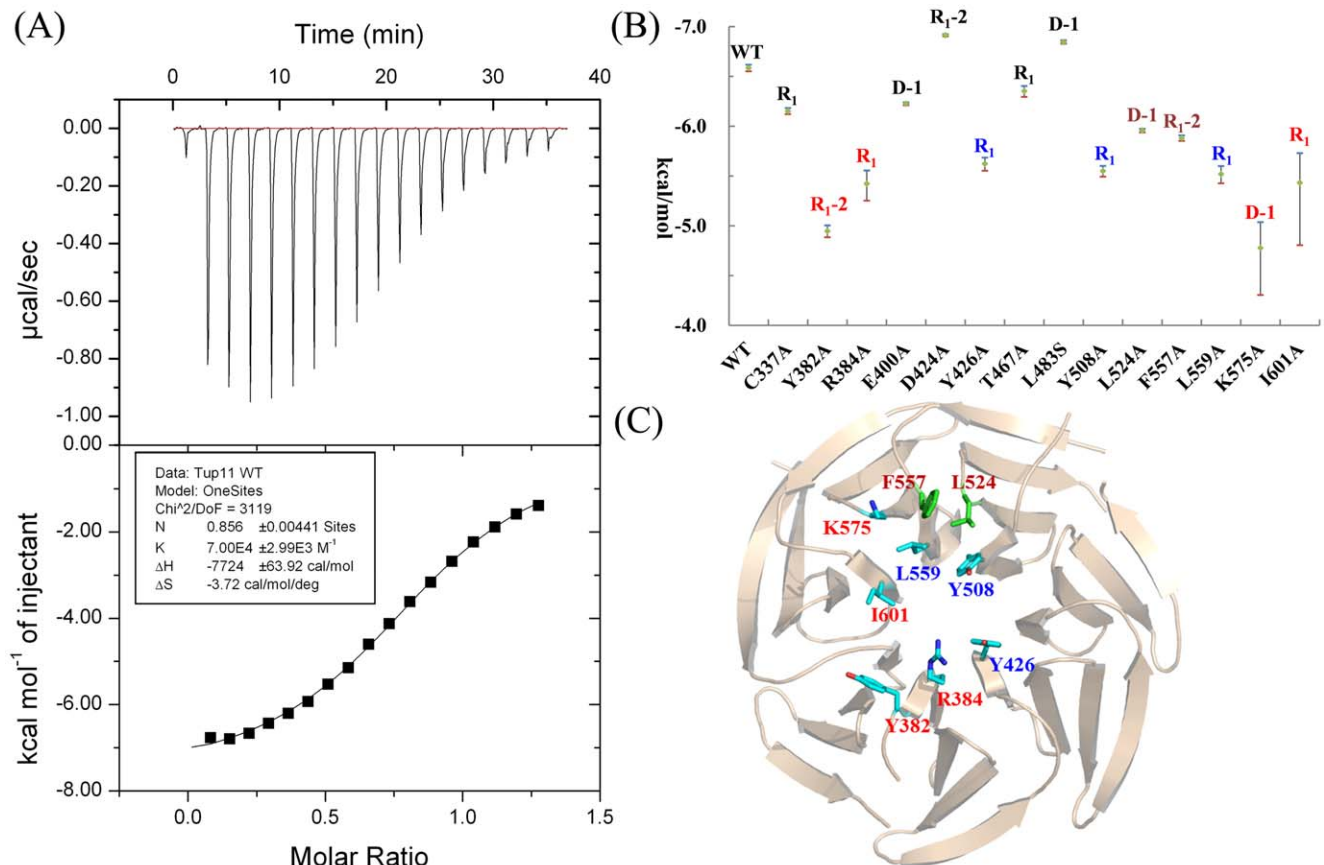 (A)
Time (min)
0 10 20 30 40
0.00
-0.20
-0.40
-0.60
-0.80
-1.00
µcal/sec
0.00
-2.00
-4.00
-6.00
-8.00
kcal mol⁻¹ of injectant
Data: Tup11 WT
Model: OneSites
Chi^2/DoF = 3119
N 0.856 ±0.00441 Sites
K 7.00E4 ±2.99E3 M⁻¹
ΔH -7724 ±63.92 cal/mol
ΔS -3.72 cal/mol/deg
0.0 0.5 1.0 1.5
Molar Ratio
(B)
-7.0
-6.0
-5.0
-4.0
kcal/mol
WT
R₁
R₁-2
R₁
D-1
R₁-2
R₁
R₁
D-1
R₁
D-1
R₁-2
R₁
D-1
R₁
WT
C337A
Y382A
R384A
E400A
D424A
Y426A
T467A
L483S
Y508A
L524A
F557A
L559A
K575A
I601A
(C)
F557
L524
K575
L559
Y508
I601
Y426
R384
Y382